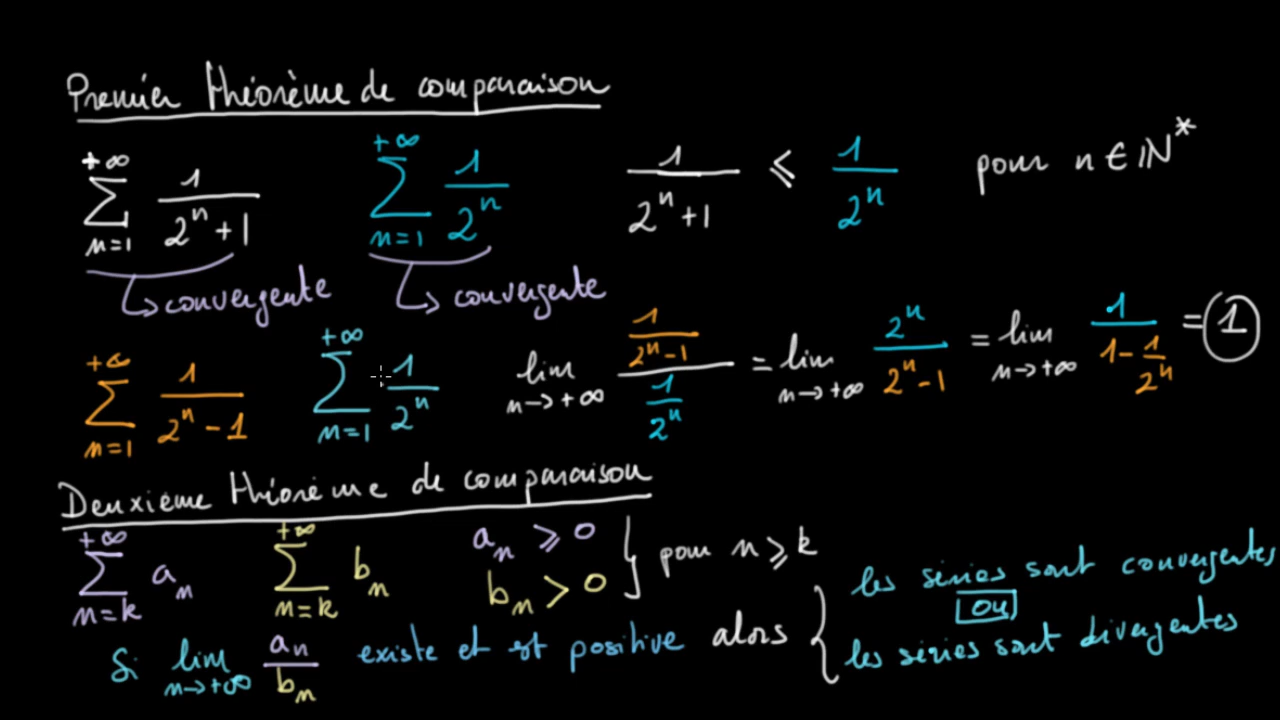 Premier théorème de comparaison
+∞ ∑ n=1 1/(2^n+1)   +∞ ∑ n=1 1/2^n   1/(2^n+1) ⩽ 1/2^n   pour n ∈ ℕ*
↳ convergente   ↳ convergente
+∞ ∑ n=1 1/(2^n-1)   +∞ ∑ n=1 1/2^n   lim n→+∞ (1/(2^n-1))/(1/2^n) = lim n→+∞ 2^n/(2^n-1) = lim n→+∞ 1/(1-1/2^n) = 1
Deuxième théorème de comparaison
+∞ ∑ n=k a_n   +∞ ∑ n=k b_n   a_n ⩾ 0   b_n > 0 } pour n ⩾ k
Si lim n→+∞ a_n/b_n existe et est positive alors {
les séries sont convergentes
ou
les séries sont divergentes